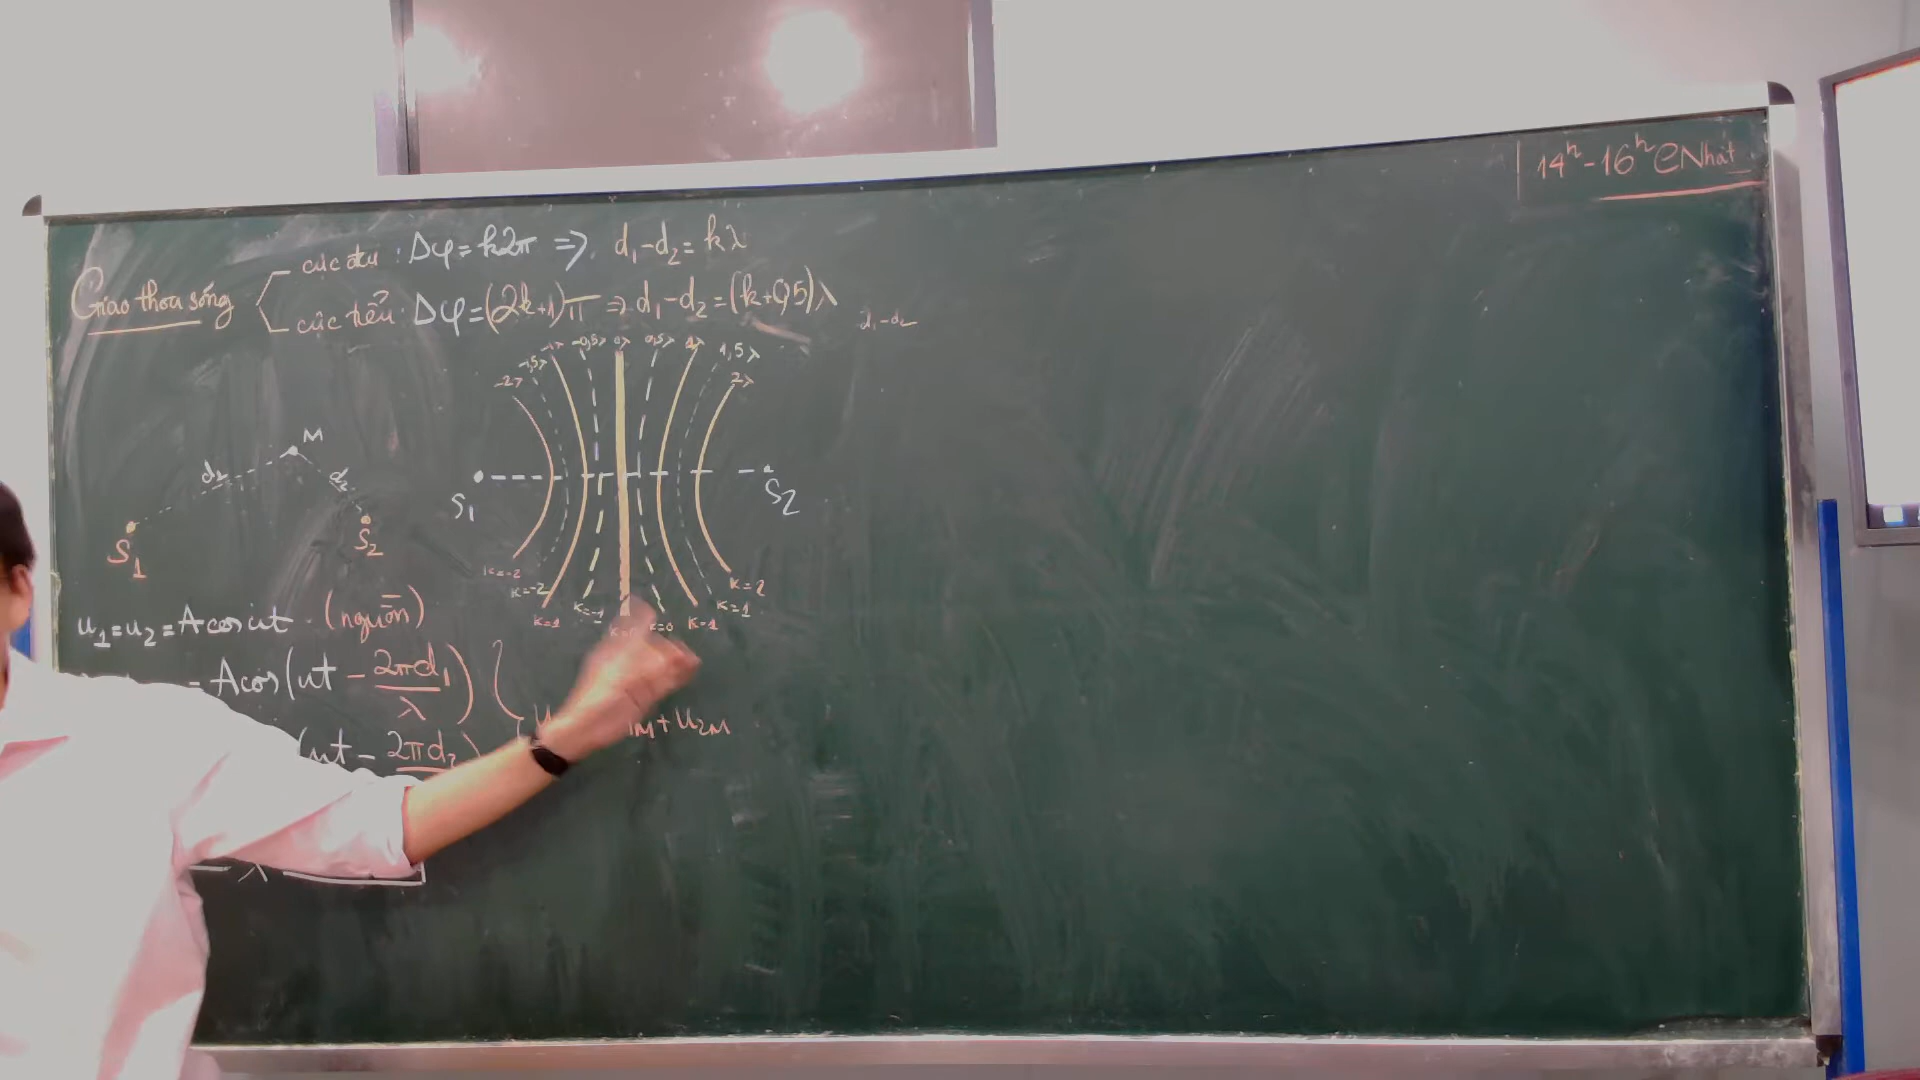 14h-16h CNhật
cực đại: Δφ=k2π => d1-d2=kλ
Giao thoa sóng
cực tiểu: Δφ=(2k+1)π => d1-d2=(k+0,5)λ
d1-d2
-2λ -1,5λ -λ -0,5λ 0λ 0,5λ 1λ 1,5λ 2λ
M
d2 d2
S1 S2
S1 S2
K=-2 K=-2 K=1 K=-1 K=0 K=1 K=1 K=2
u1=u2=Acosωt (nguồn)
=Acos(ωt - 2πd1/λ)
(ωt - 2πd2
1M+u2M
λ